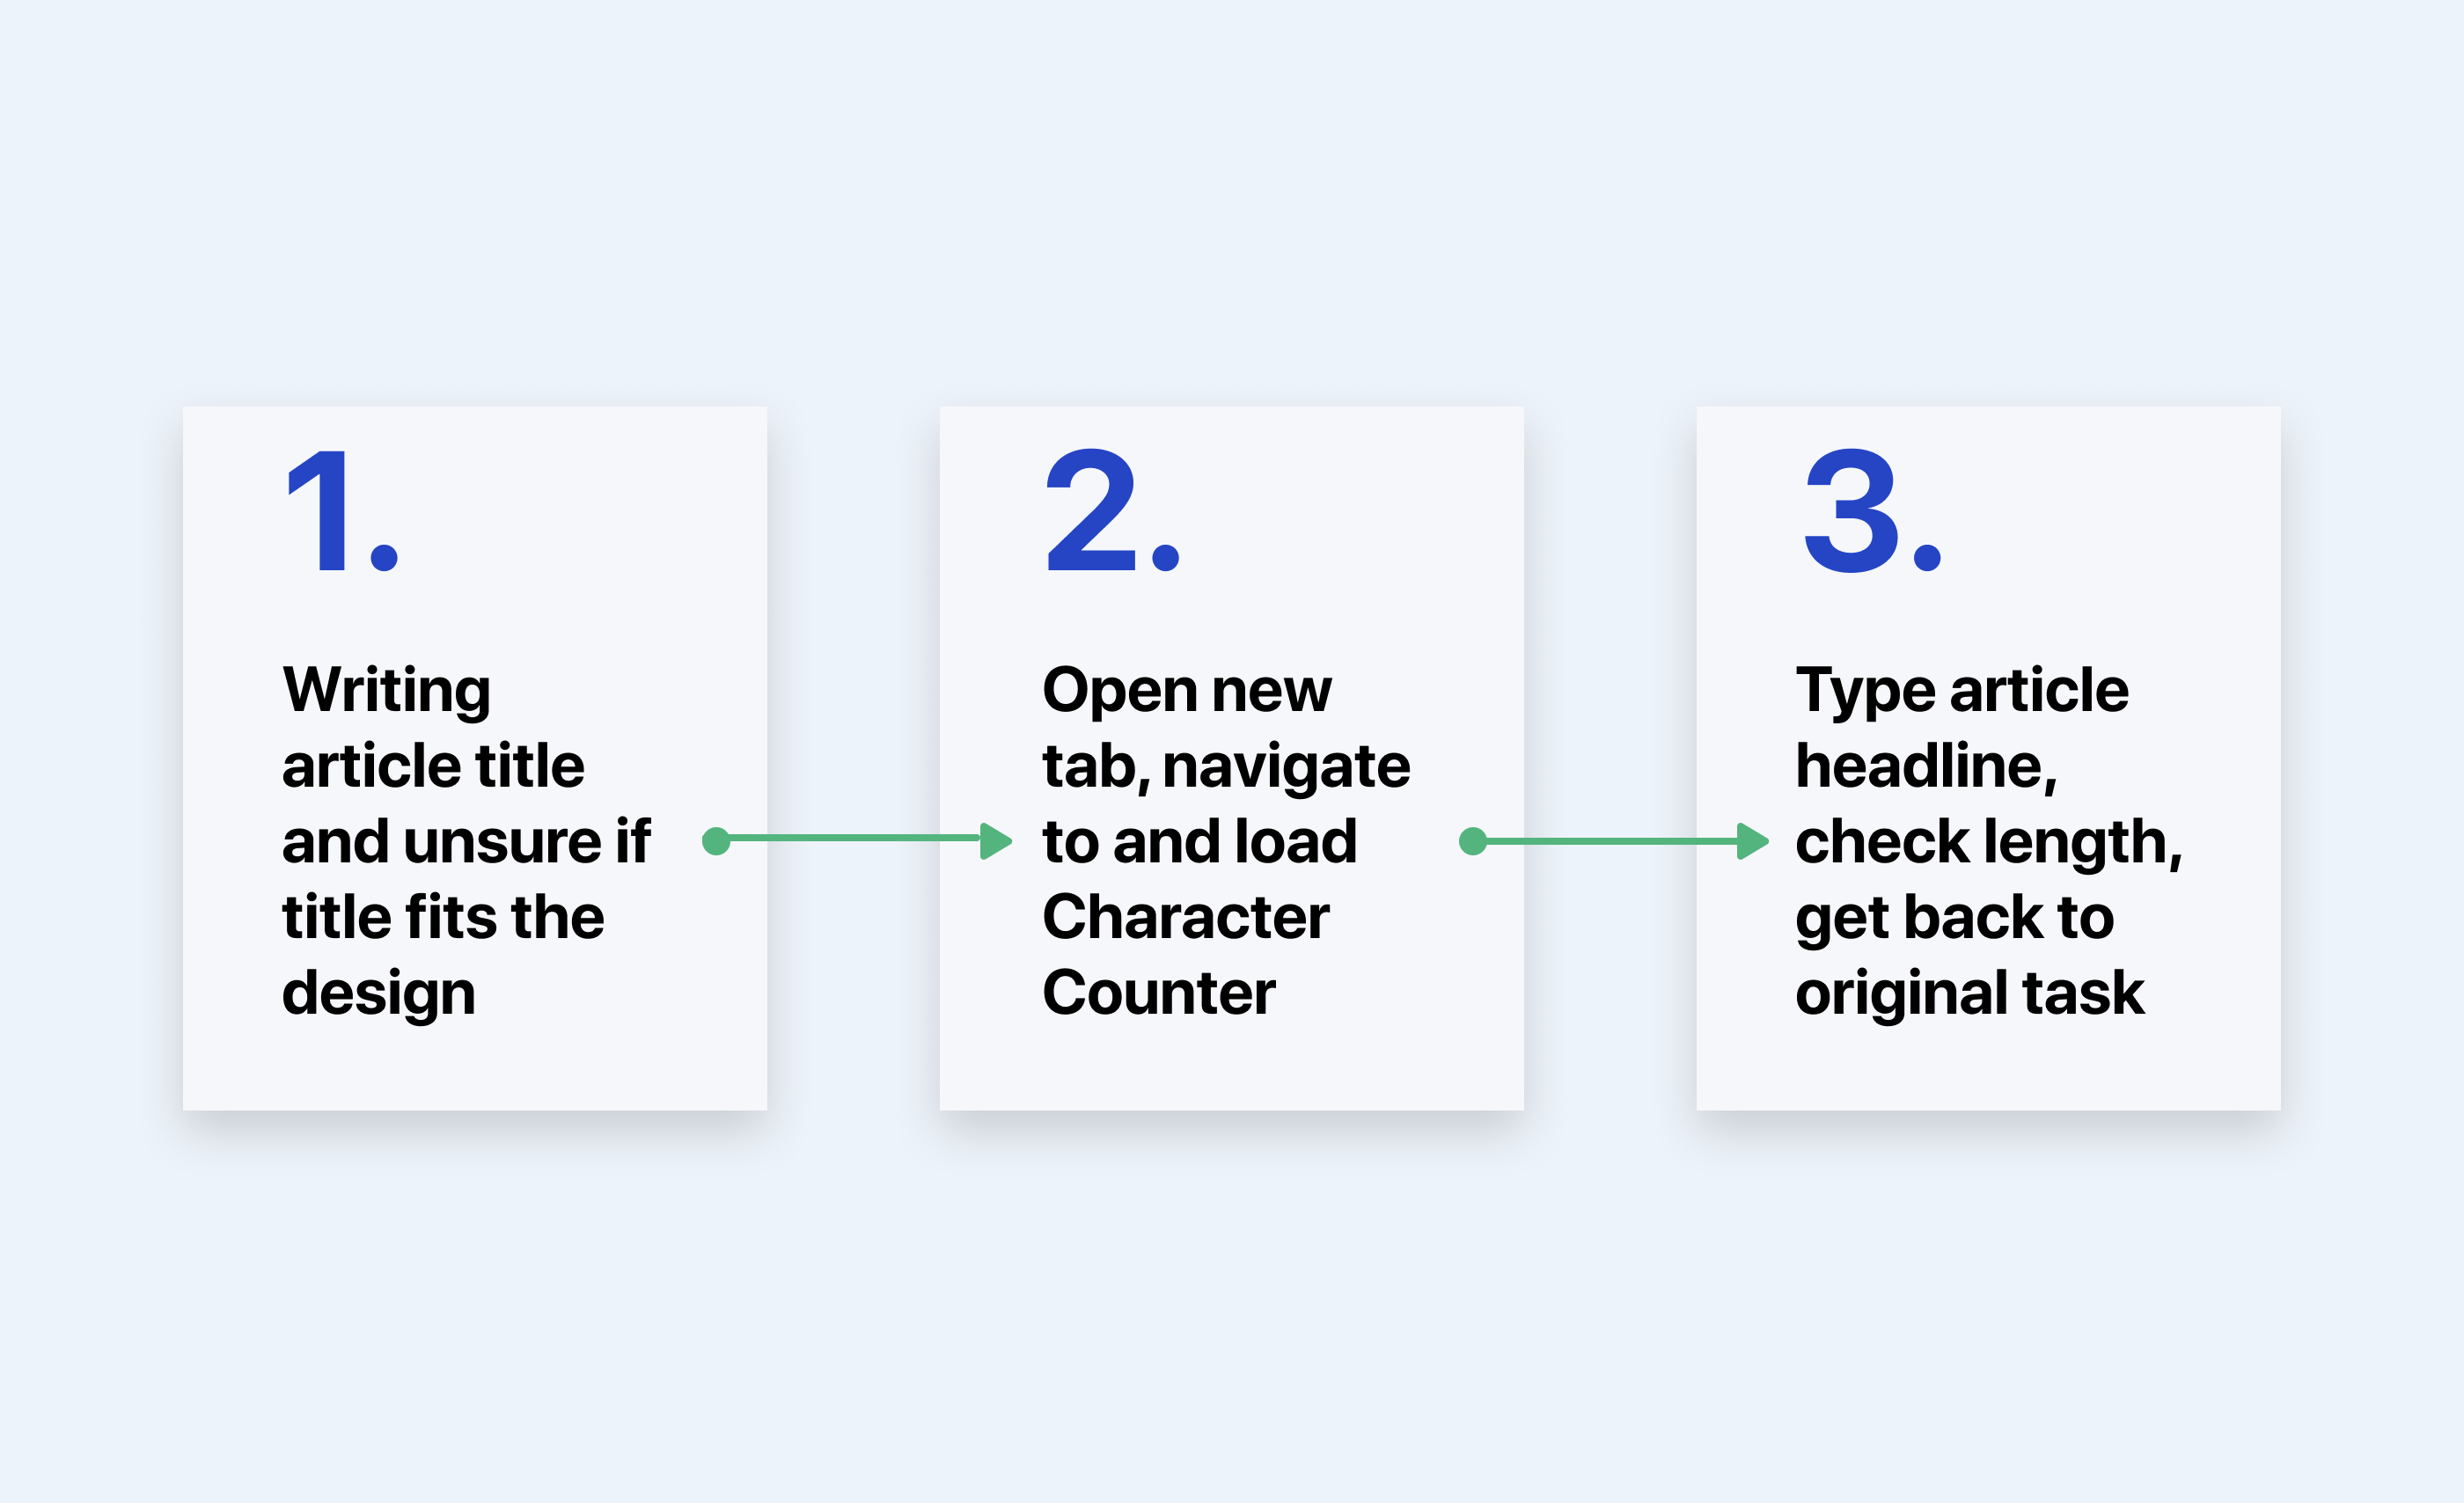 1.
Writing
article title
and unsure if
title fits the
design
2.
Open new
tab, navigate
to and load
Character
Counter
3.
Type article
headline,
check length,
get back to
original task